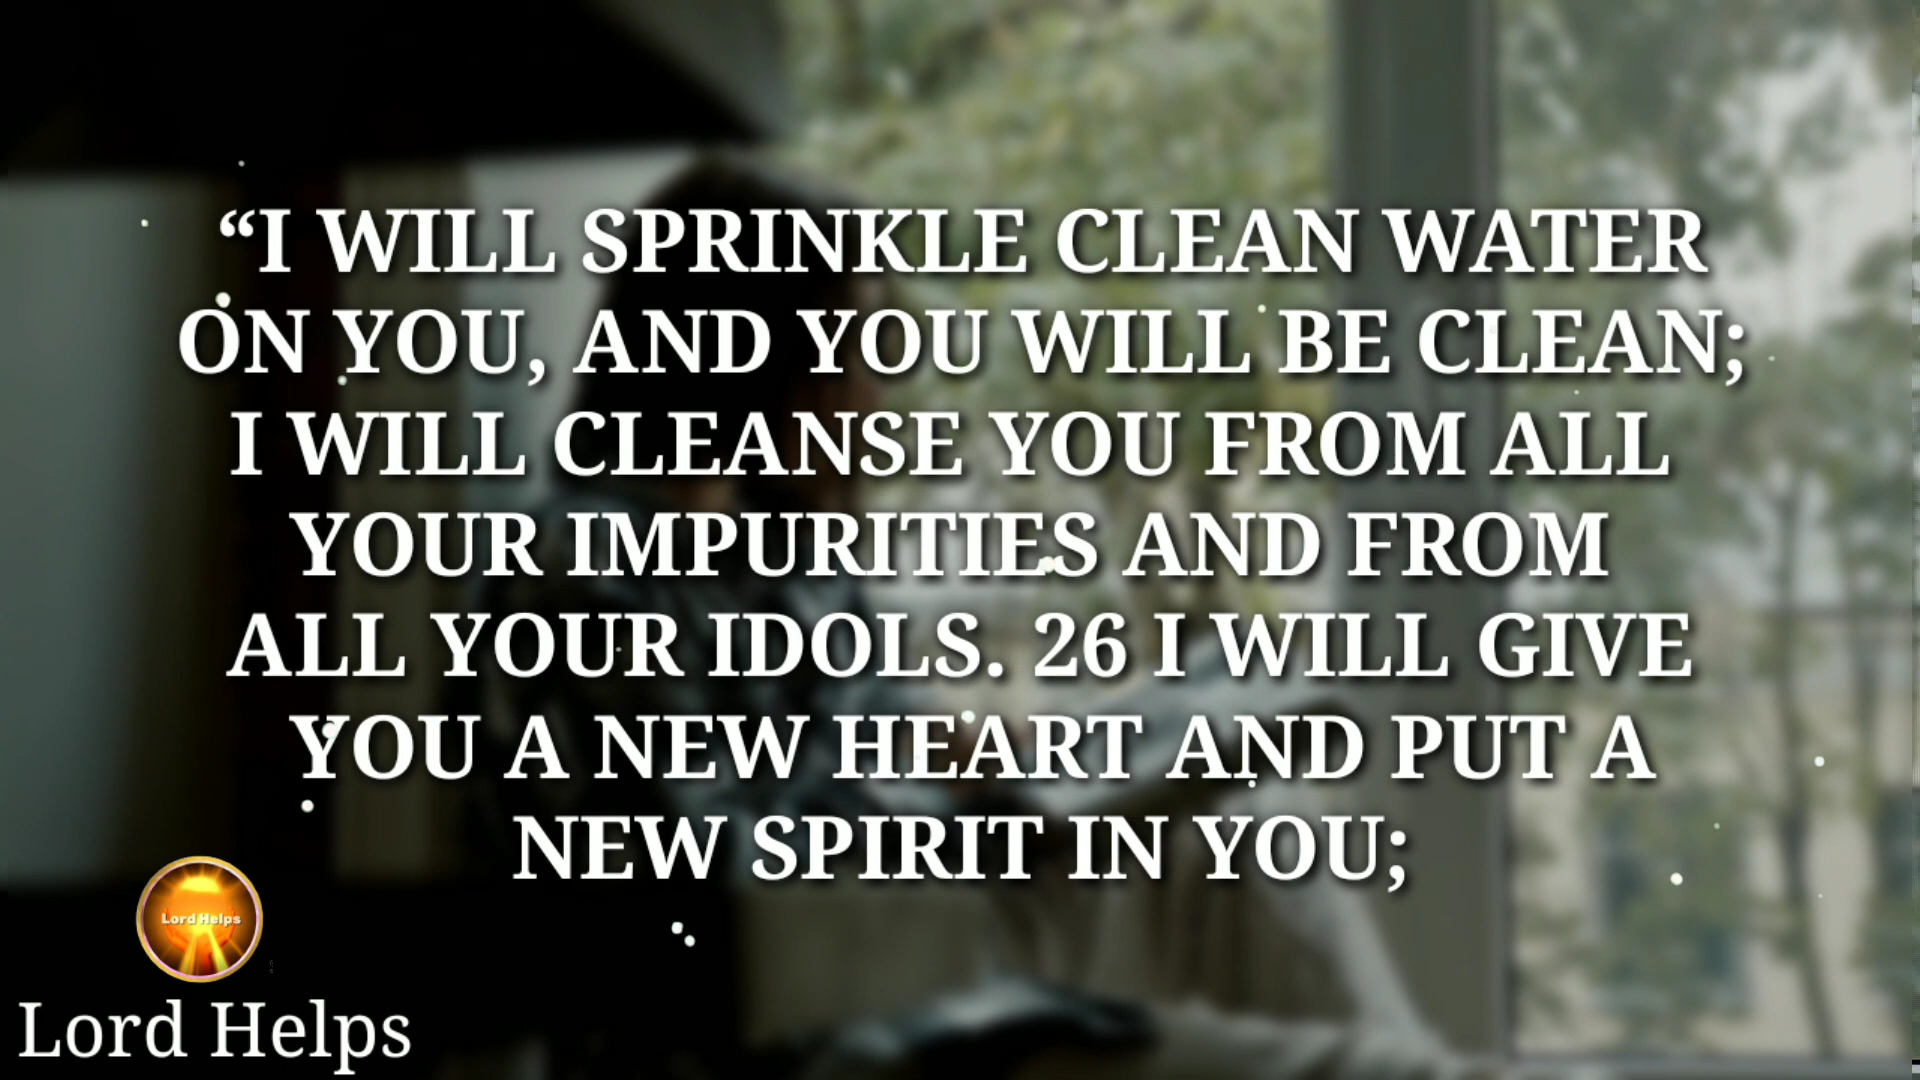 “I WILL SPRINKLE CLEAN WATER
ON YOU, AND YOU WILL BE CLEAN;
I WILL CLEANSE YOU FROM ALL
YOUR IMPURITIES AND FROM
ALL YOUR IDOLS. 26 I WILL GIVE
YOU A NEW HEART AND PUT A
NEW SPIRIT IN YOU;
Lord Helps
Lord Helps